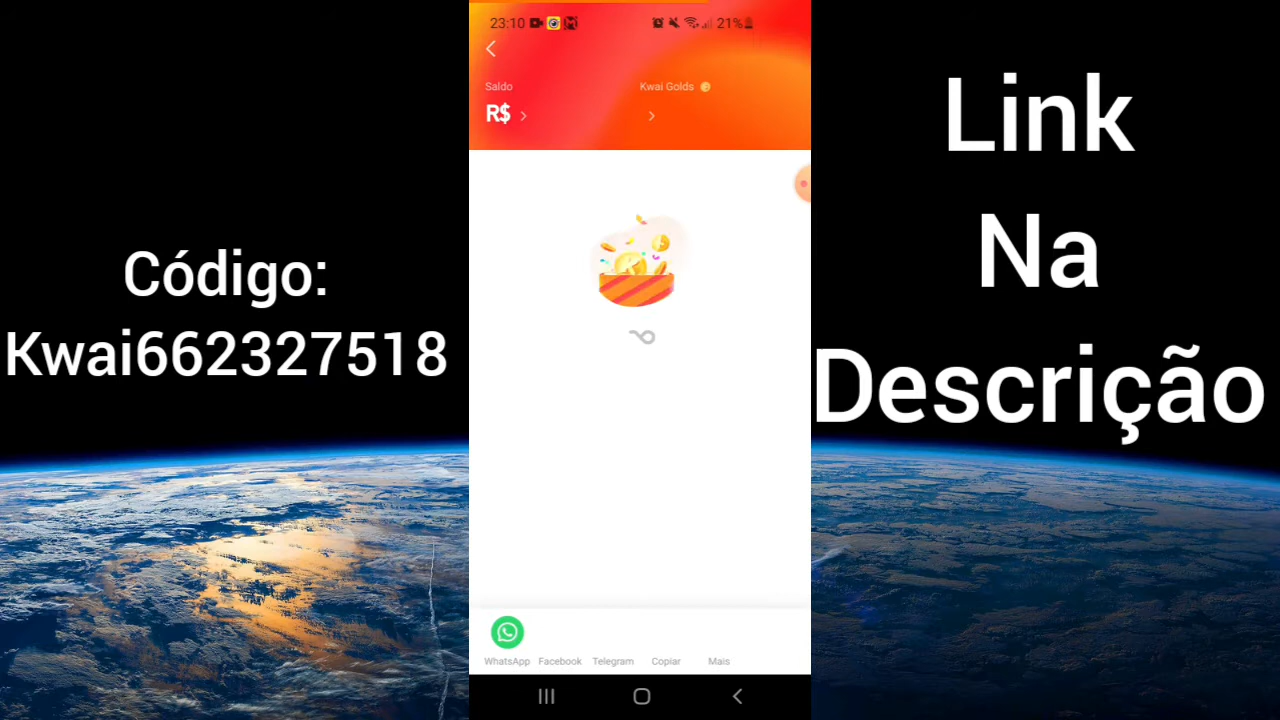 Código:
Kwai662327518
23:10
21%
Saldo
Kwai Golds
R$
WhatsApp
Facebook
Telegram
Copiar
Mais
Link
Na
Descrição